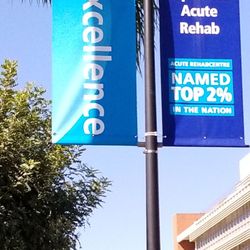 xcellence
Acute
Rehab
ACUTE REHABCENTRE
NAMED
TOP 2%
IN THE NATION